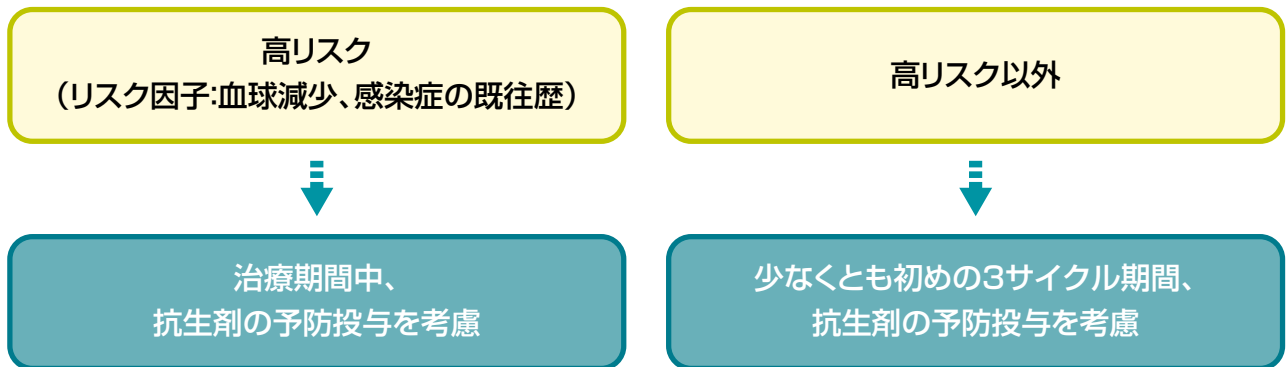 高リスク
（リスク因子:血球減少、感染症の既往歴）
治療期間中、
抗生剤の予防投与を考慮
高リスク以外
少なくとも初めの3サイクル期間、
抗生剤の予防投与を考慮